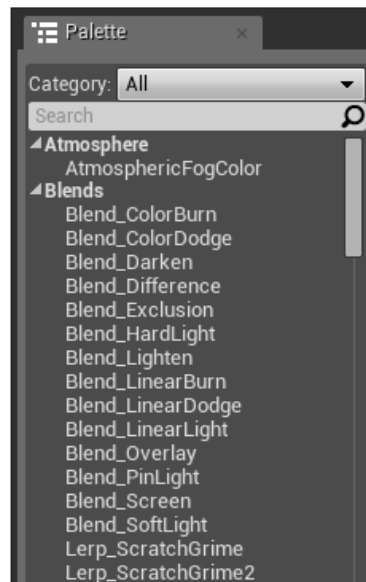 Palette
Category: All
Search
Atmosphere
AtmosphericFogColor
Blends
Blend_ColorBurn
Blend_ColorDodge
Blend_Darken
Blend_Difference
Blend_Exclusion
Blend_HardLight
Blend_Lighten
Blend_LinearBurn
Blend_LinearDodge
Blend_LinearLight
Blend_Overlay
Blend_PinLight
Blend_Screen
Blend_SoftLight
Lerp_ScratchGrime
Lerp_ScratchGrime2